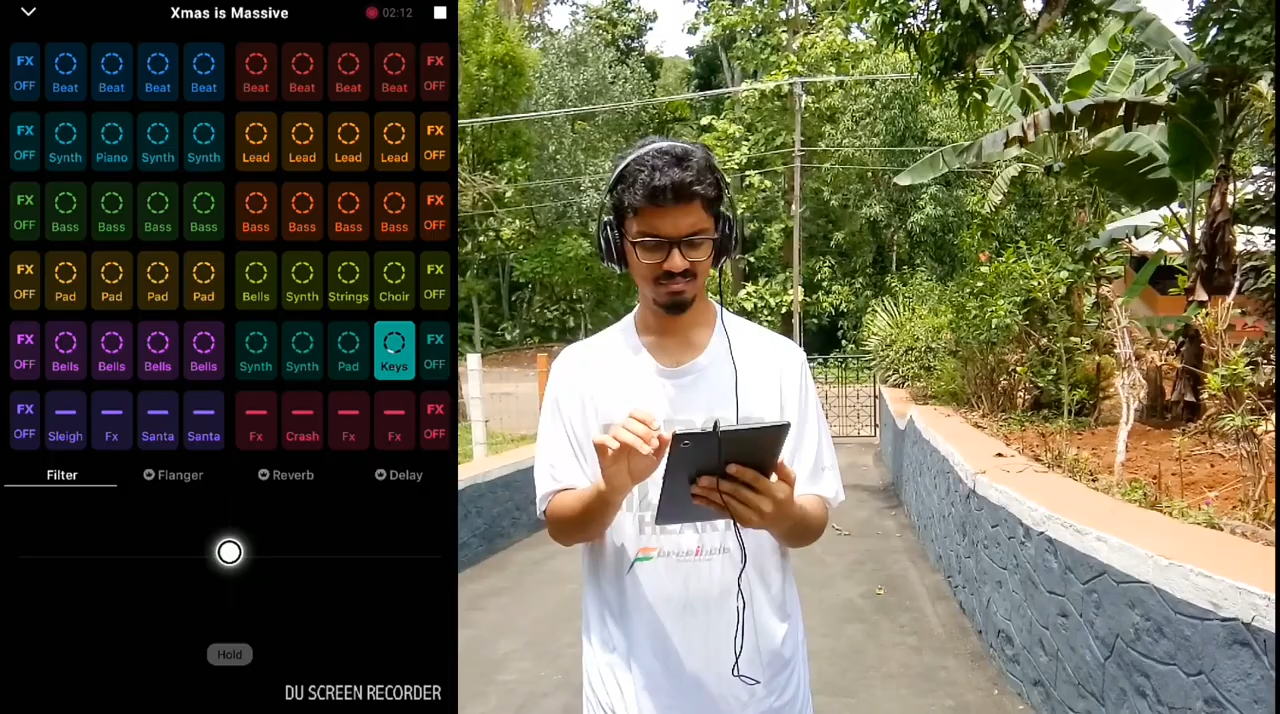 Xmas is Massive 02:12
FX Beat Beat Beat Beat Beat Beat Beat Beat FX
OFF OFF
FX Synth Piano Synth Synth Lead Lead Lead Lead FX
OFF OFF
FX Bass Bass Bass Bass Bass Bass Bass Bass FX
OFF OFF
FX Pad Pad Pad Pad Bells Synth Strings Choir FX
OFF OFF
FX Bells Bells Bells Bells Synth Synth Pad Keys FX
OFF OFF
FX Sleigh Fx Santa Santa Fx Crash Fx Fx FX
OFF OFF
Filter Flanger Reverb Delay
Hold
DU SCREEN RECORDER
HEART